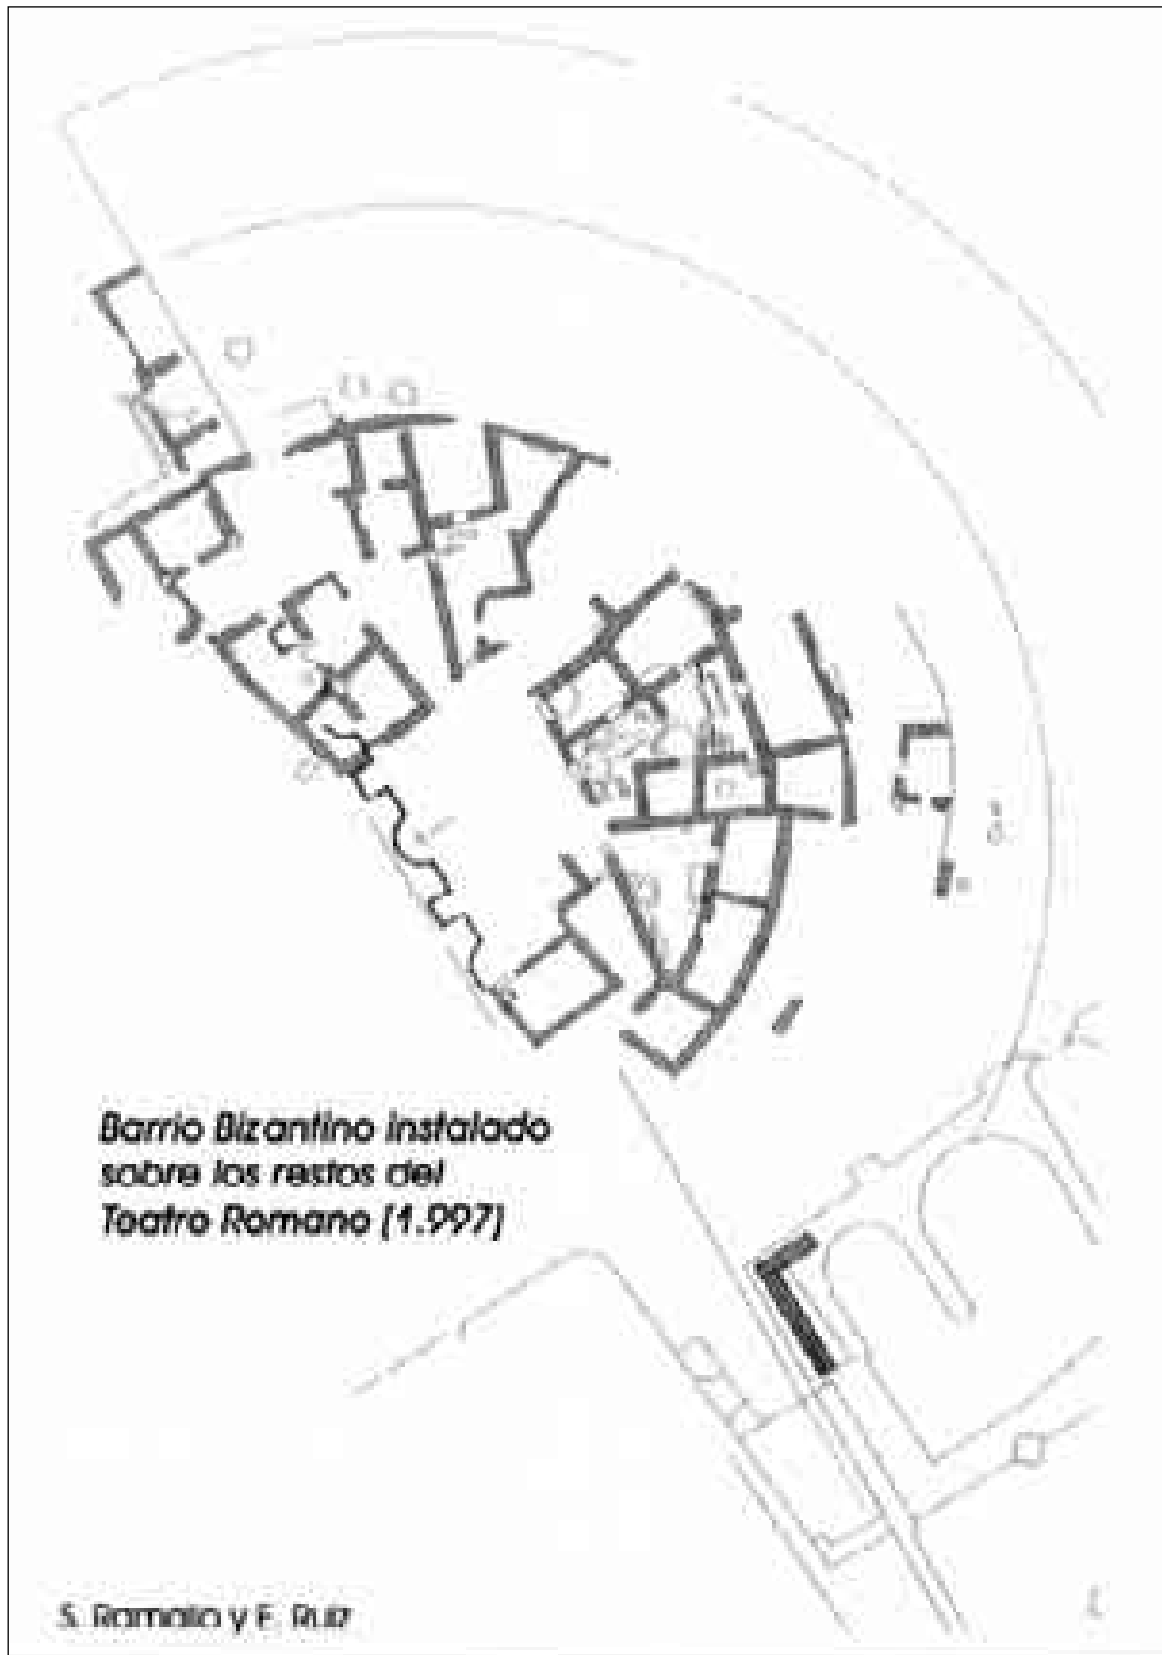 Barrio Bizantino instalado
sobre los restos del
Teatro Romano (1.997)
S. Ramallo y E. Ruiz